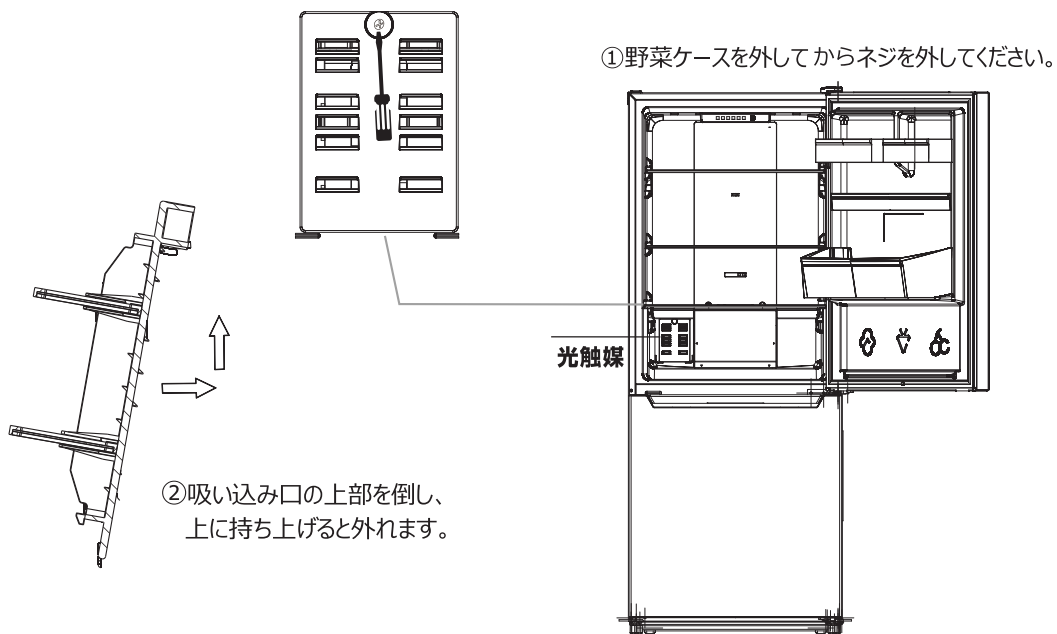 ①野菜ケースを外してからネジを外してください。
光触媒
②吸い込み口の上部を倒し、
上に持ち上げると外れます。